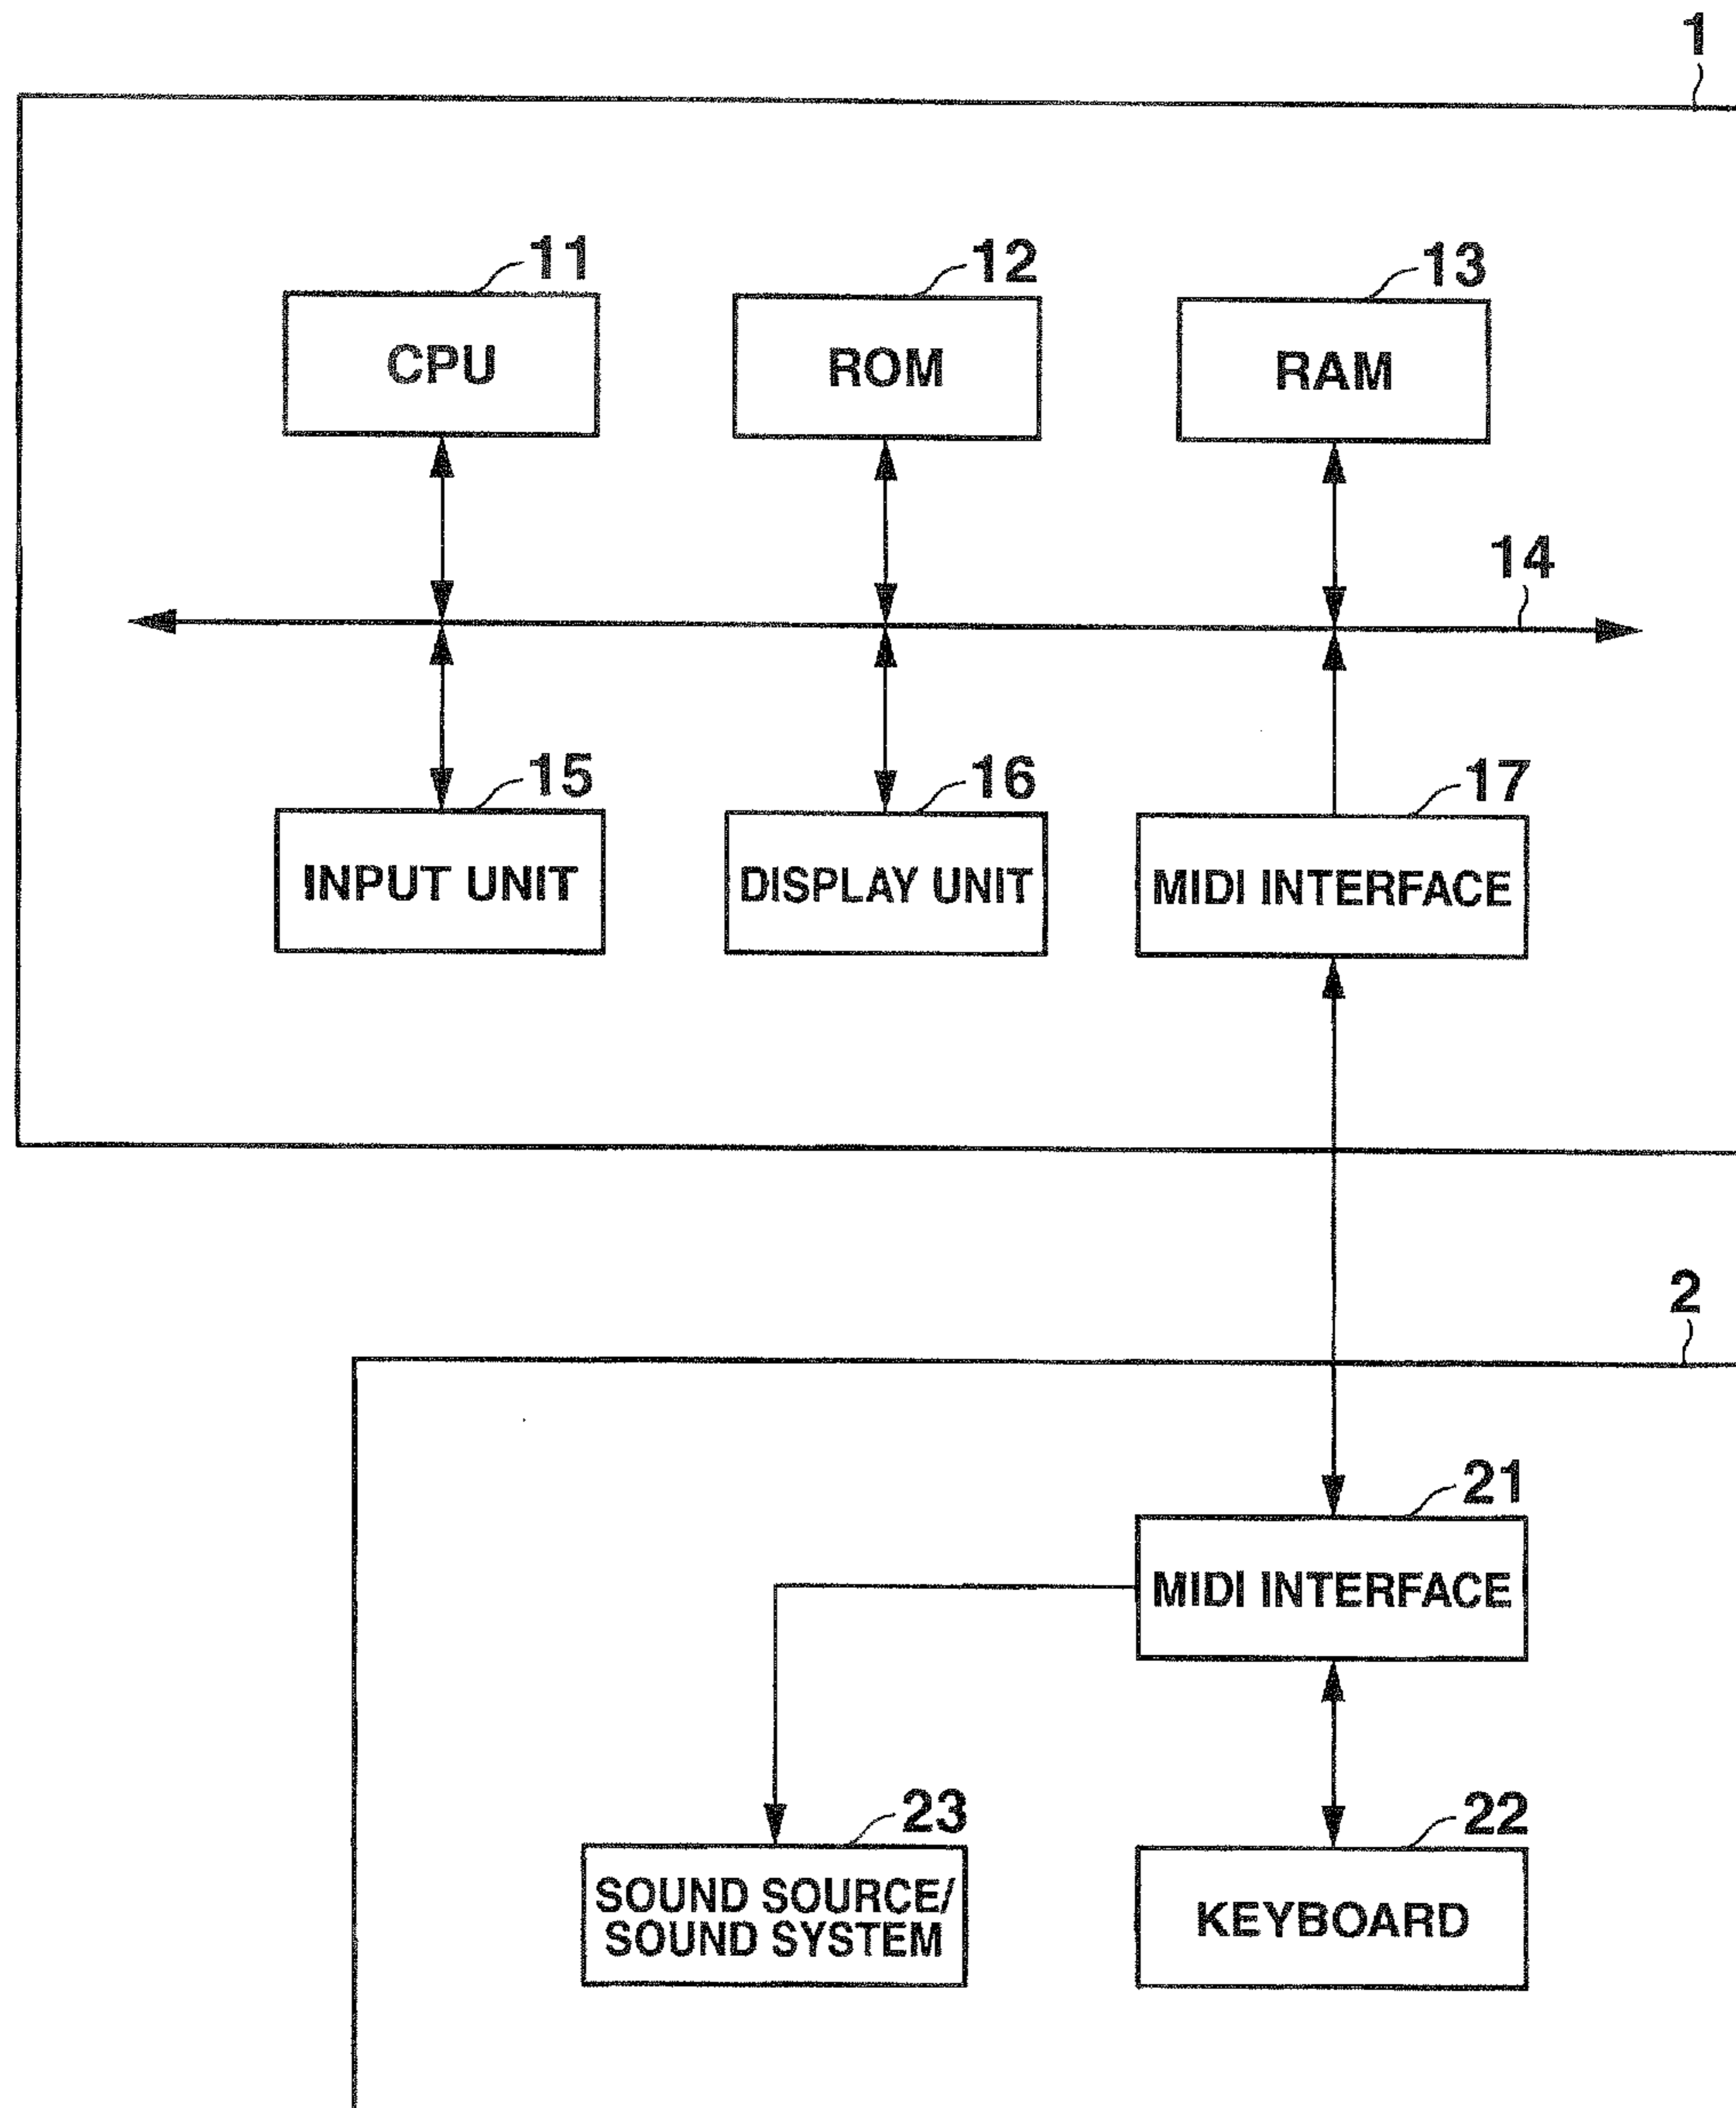 1
11
12
13
CPU
ROM
RAM
14
15
16
17
INPUT UNIT
DISPLAY UNIT
MIDI INTERFACE
2
21
MIDI INTERFACE
23
22
SOUND SOURCE/
SOUND SYSTEM
KEYBOARD